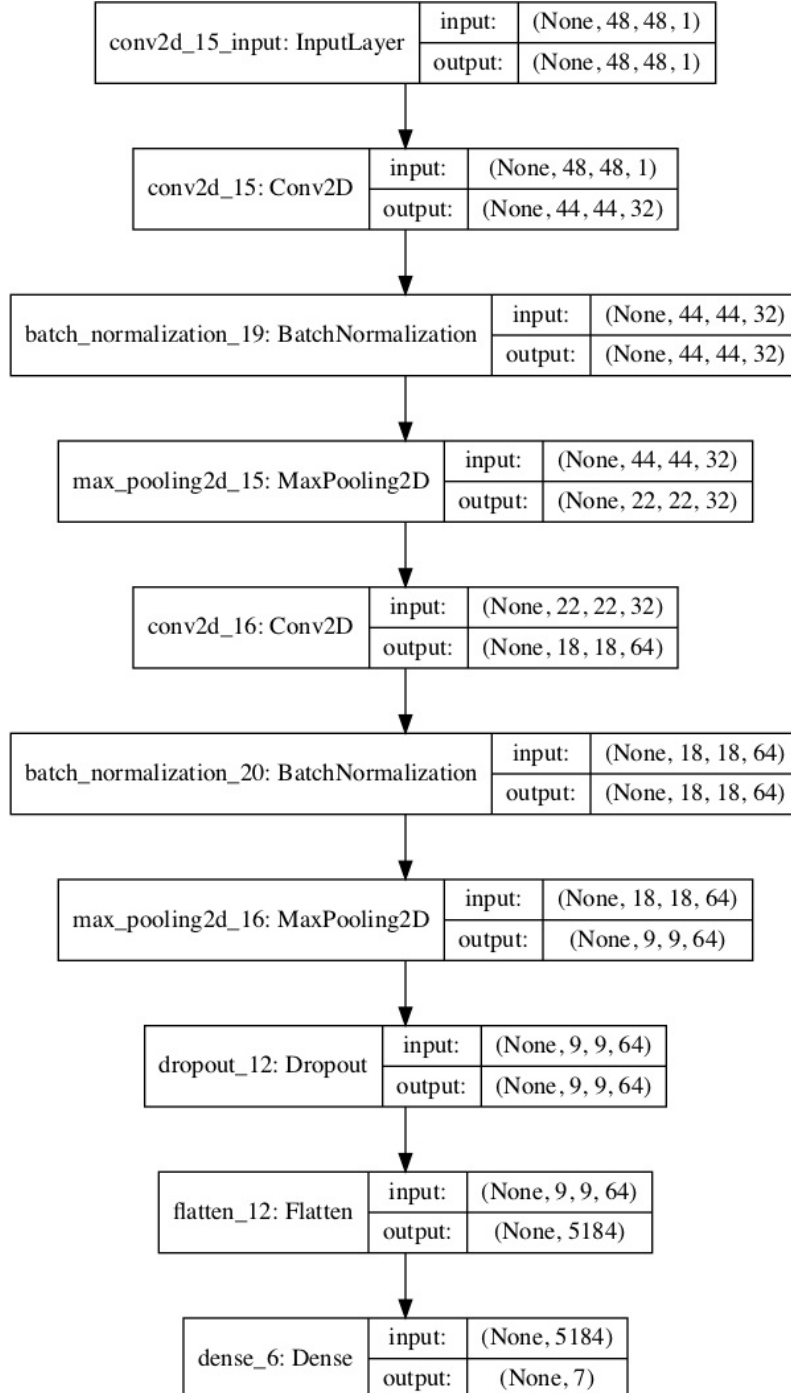 conv2d_15_input: InputLayer
input:
(None, 48, 48, 1)
output:
(None, 48, 48, 1)
conv2d_15: Conv2D
input:
(None, 48, 48, 1)
output:
(None, 44, 44, 32)
batch_normalization_19: BatchNormalization
input:
(None, 44, 44, 32)
output:
(None, 44, 44, 32)
max_pooling2d_15: MaxPooling2D
input:
(None, 44, 44, 32)
output:
(None, 22, 22, 32)
conv2d_16: Conv2D
input:
(None, 22, 22, 32)
output:
(None, 18, 18, 64)
batch_normalization_20: BatchNormalization
input:
(None, 18, 18, 64)
output:
(None, 18, 18, 64)
max_pooling2d_16: MaxPooling2D
input:
(None, 18, 18, 64)
output:
(None, 9, 9, 64)
dropout_12: Dropout
input:
(None, 9, 9, 64)
output:
(None, 9, 9, 64)
flatten_12: Flatten
input:
(None, 9, 9, 64)
output:
(None, 5184)
dense_6: Dense
input:
(None, 5184)
output:
(None, 7)